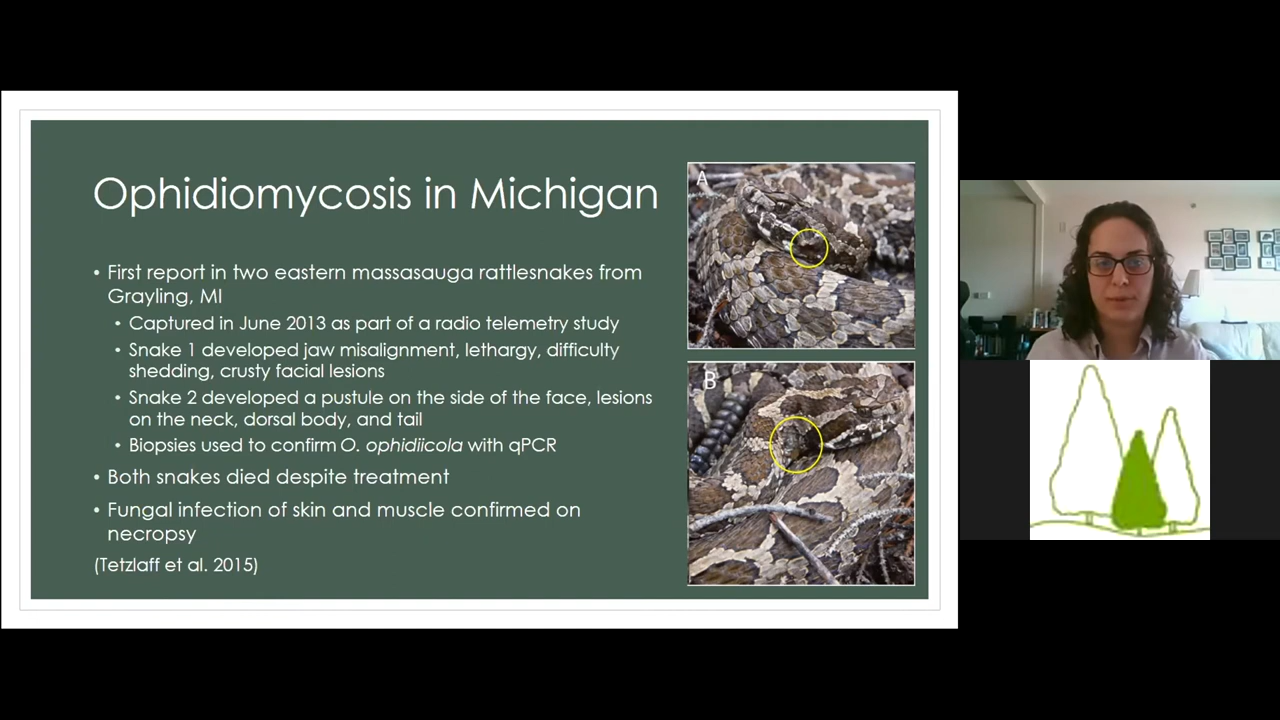 Ophidiomycosis in Michigan
• First report in two eastern massasauga rattlesnakes from
Grayling, MI
• Captured in June 2013 as part of a radio telemetry study
• Snake 1 developed jaw misalignment, lethargy, difficulty
shedding, crusty facial lesions
• Snake 2 developed a pustule on the side of the face, lesions
on the neck, dorsal body, and tail
• Biopsies used to confirm O. ophidiicola with qPCR
• Both snakes died despite treatment
• Fungal infection of skin and muscle confirmed on
necropsy
(Tetzlaff et al. 2015)
A
B